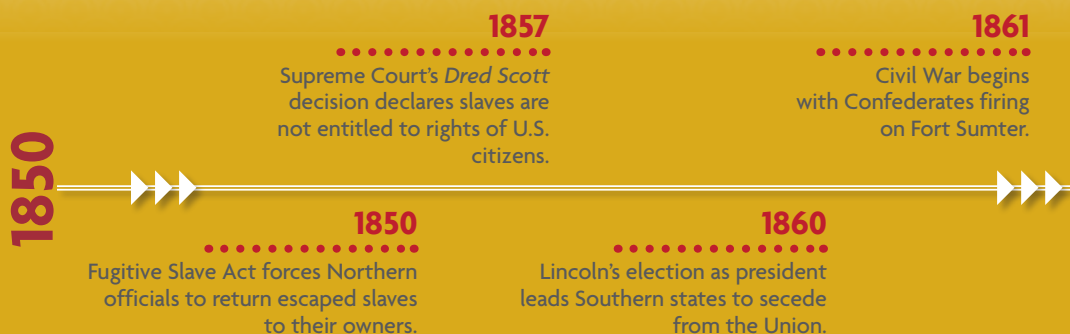 1850
1857
Supreme Court's Dred Scott
decision declares slaves are
not entitled to rights of U.S.
citizens.
1861
Civil War begins
with Confederates firing
on Fort Sumter.
1850
Fugitive Slave Act forces Northern
officials to return escaped slaves
to their owners.
1860
Lincoln's election as president
leads Southern states to secede
from the Union.